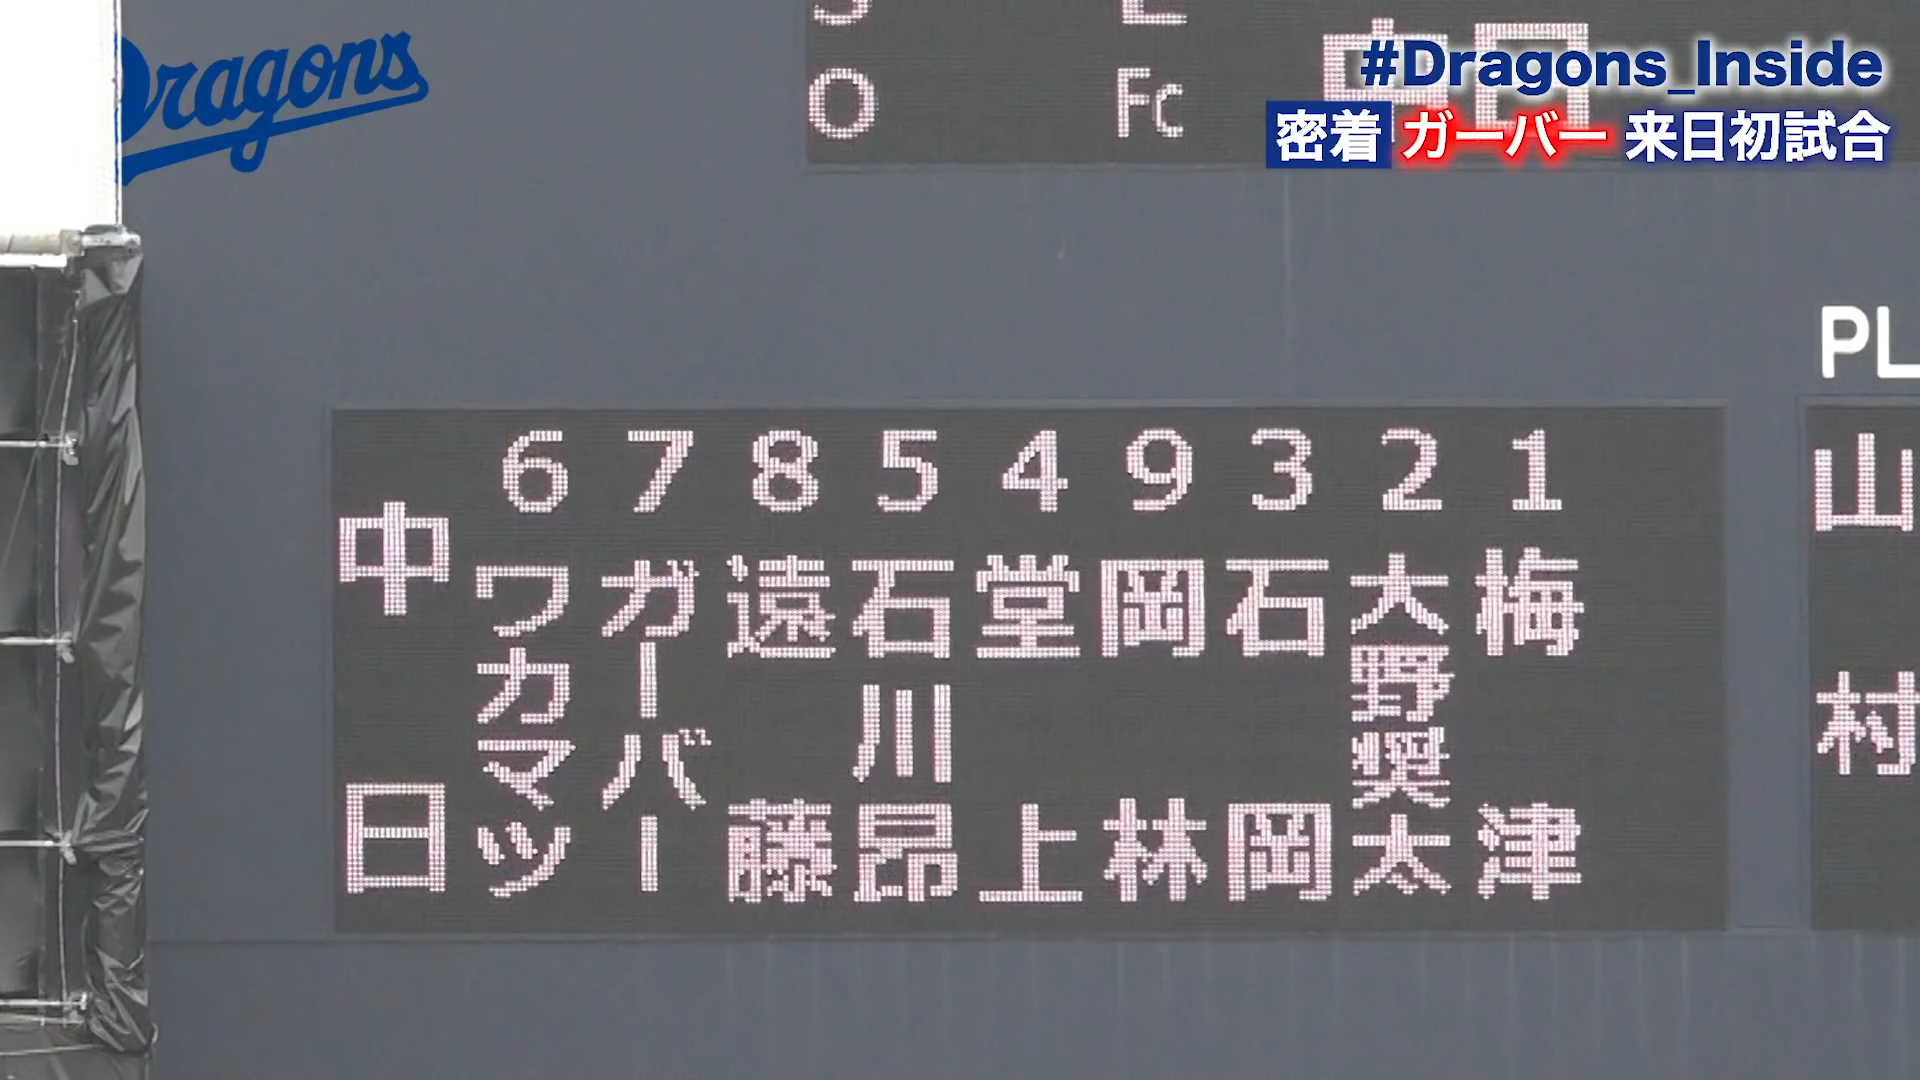 Dragons
#Dragons_Inside
密着 ガーバー 来日初試合
O
Fc
PL
中日
6 ワカマツ
7 ガーバー
8 遠藤
5 石川昂
4 堂上
9 岡林
3 石岡
2 大野奨太
1 梅津
山
村